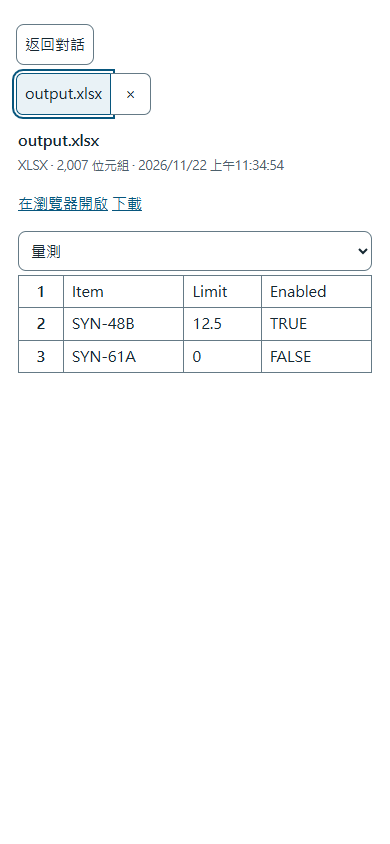 返回對話
output.xlsx ×
output.xlsx
XLSX · 2,007 位元組 · 2026/11/22 上午11:34:54
在瀏覽器開啟 下載
量測
1 Item Limit Enabled
2 SYN-48B 12.5 TRUE
3 SYN-61A 0 FALSE